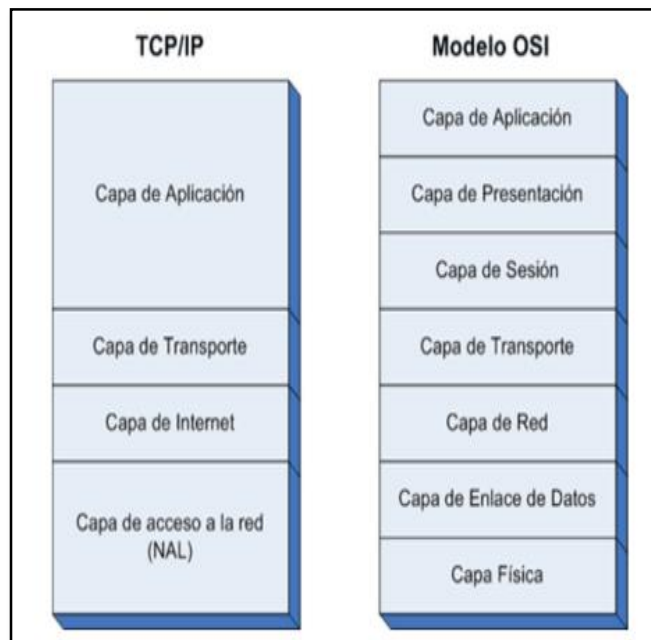 TCP/IP
Capa de Aplicación
Capa de Transporte
Capa de Internet
Capa de acceso a la red
(NAL)
Modelo OSI
Capa de Aplicación
Capa de Presentación
Capa de Sesión
Capa de Transporte
Capa de Red
Capa de Enlace de Datos
Capa Física